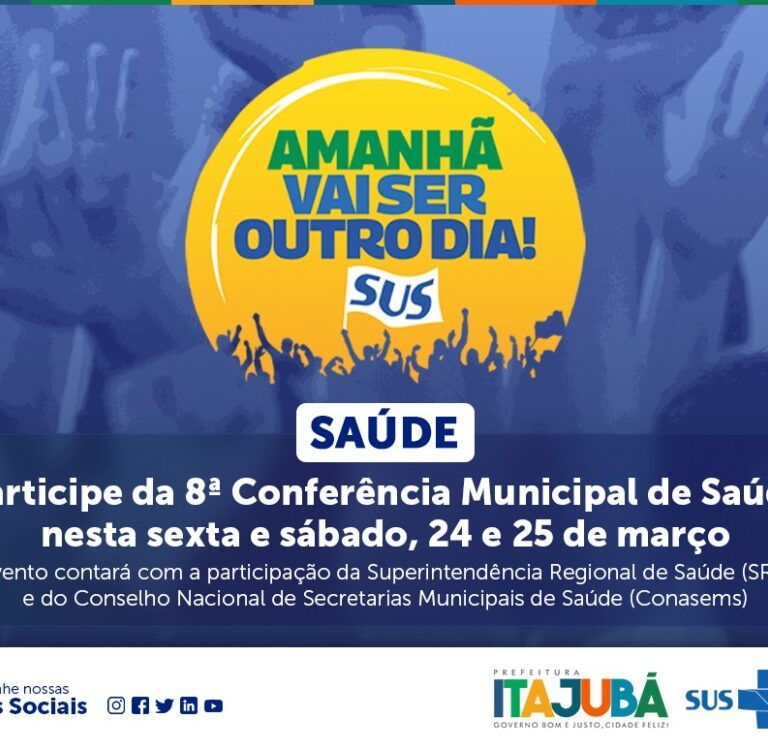 AMANHÃ
VAI SER
OUTRO DIA!
SUS
SAÚDE
articipe da 8ª Conferência Municipal de Saúd
nesta sexta e sábado, 24 e 25 de março
vento contará com a participação da Superintendência Regional de Saúde (SR
e do Conselho Nacional de Secretarias Municipais de Saúde (Conasems)
nhe nossas
s Sociais
PREFEITURA
ITAJUBÁ
GOVERNO BOM E JUSTO, CIDADE FELIZ!
SUS